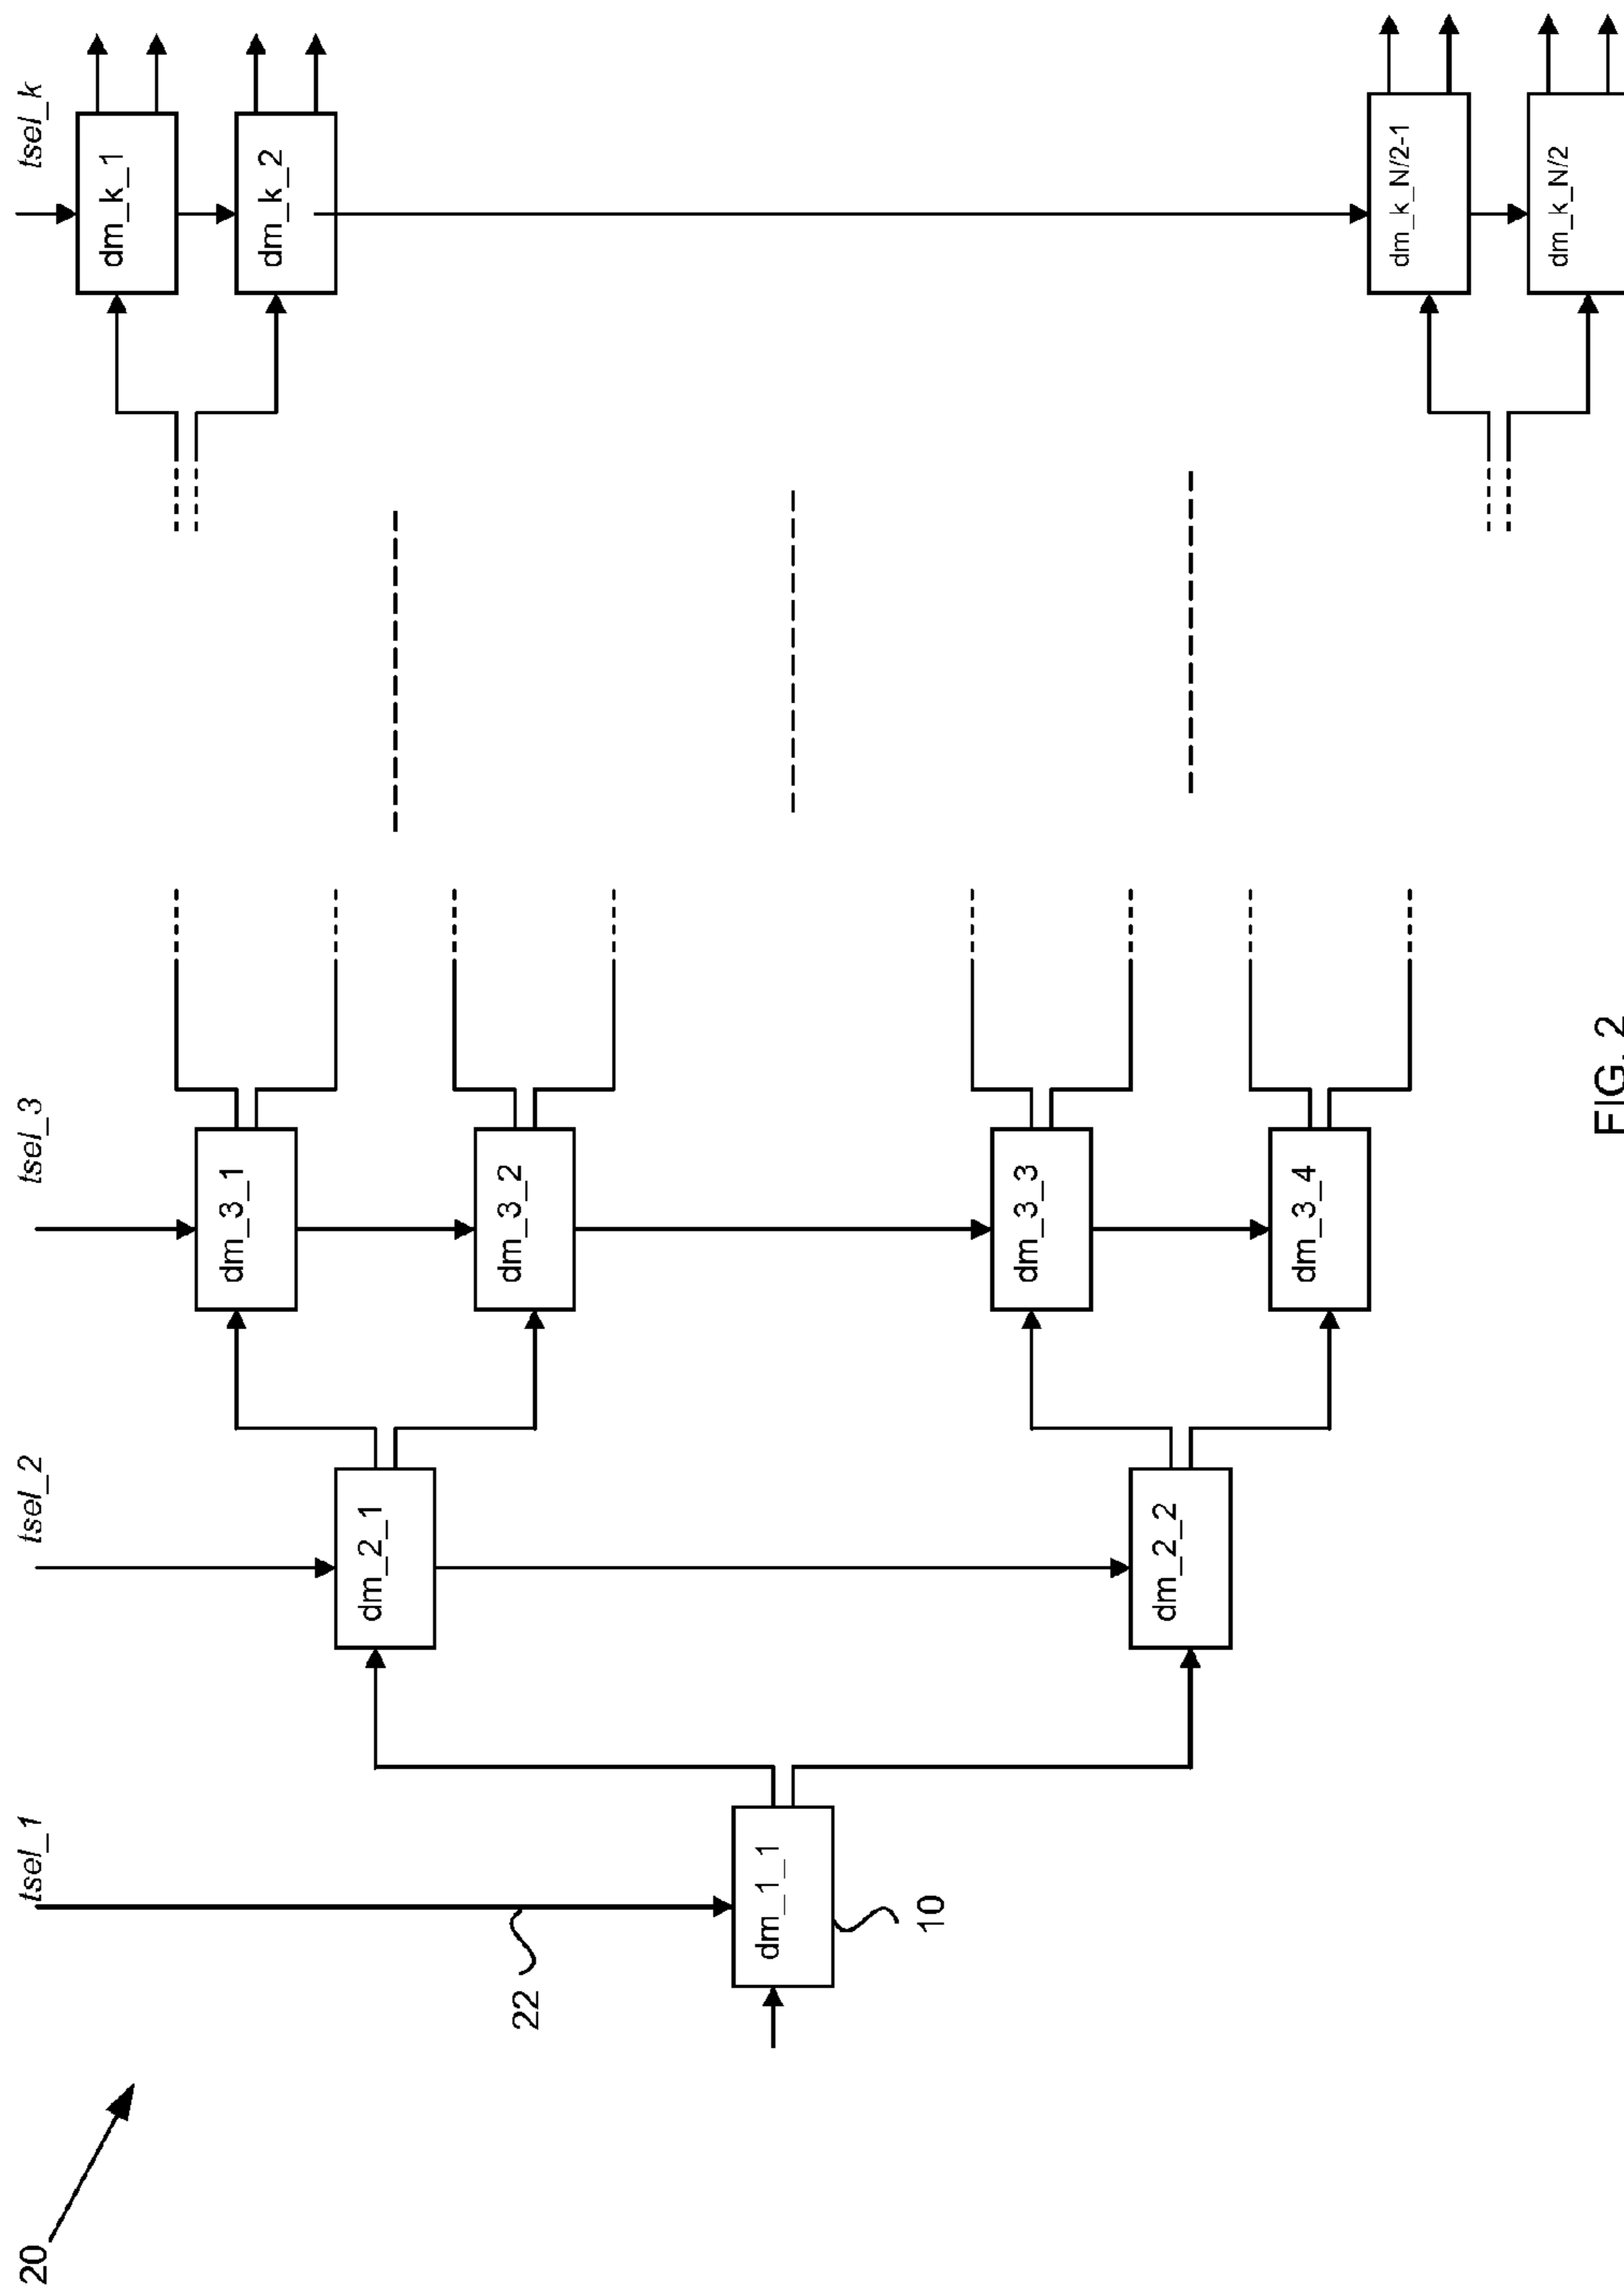 20
tsel_1
tsel_2
tsel_3
tsel_k
22
dm_1_1
10
dm_2_1
dm_2_2
dm_3_1
dm_3_2
dm_3_3
dm_3_4
dm_k_1
dm_k_2
dm_k_N/2-1
dm_k_N/2
FIG. 2